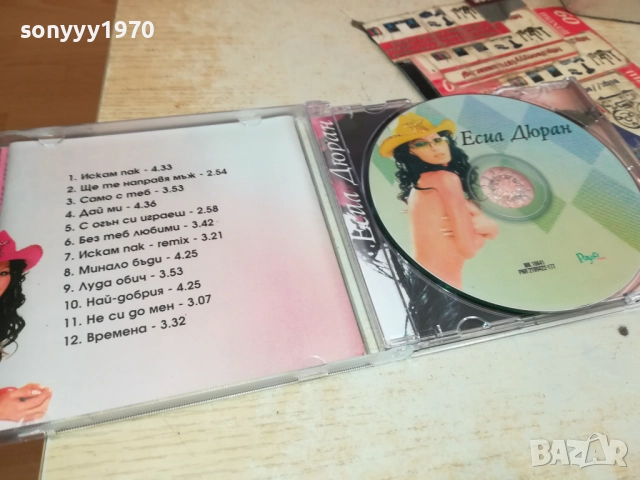 sonyyy1970
1. Искам пак - 4.33
2. Ще те направя мъж - 2.54
3. Само с теб - 3.53
4. Дай ми - 4.36
5. С огън си играеш - 2.58
6. Без теб любими - 3.42
7. Искам пак - remix - 3.21
8. Минало бъди - 4.25
9. Луда обич - 3.53
10. Най-добрия - 4.25
11. Не си до мен - 3.07
12. Времена - 3.32
Есил Дюран
Есил Дюран
60
BAZAR